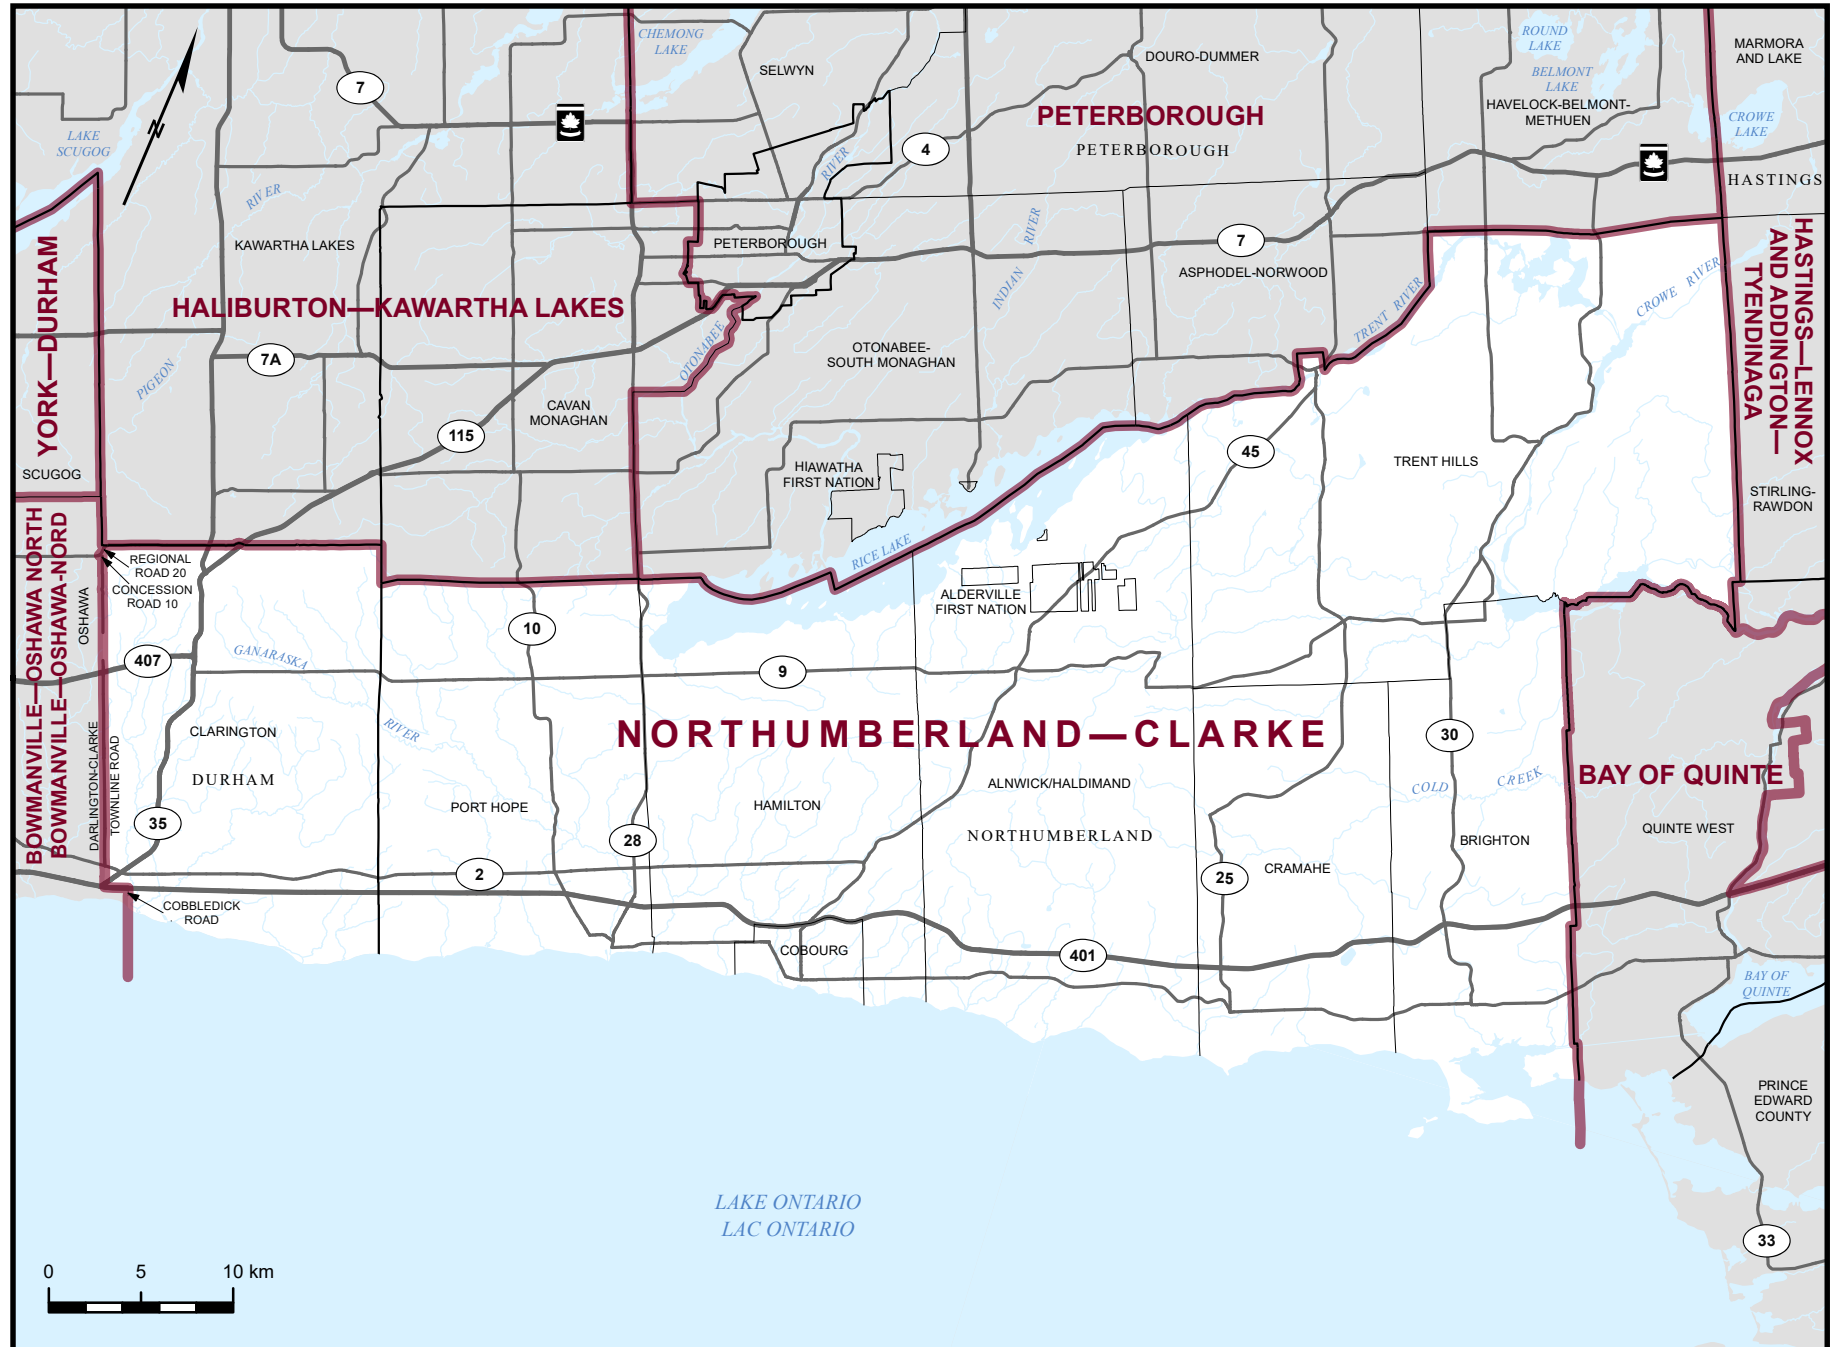 CHEMONG
LAKE
SELWYN
DOURO-DUMMER
ROUND
LAKE
BELMONT
LAKE
HAVELOCK-BELMONT-
METHUEN
MARMORA
AND LAKE
CROWE
LAKE
7
N
LAKE
SCUGOG
PETERBOROUGH
PETERBOROUGH
4
RIVER
RIVER
HASTINGS
KAWARTHA LAKES
PETERBOROUGH
RIVER
7
ASPHODEL-NORWOOD
INDIAN
TRENT RIVER
CROWE RIVER
HASTINGS—LENNOX
AND ADDINGTON—
TYENDINAGA
YORK—DURHAM
HALIBURTON—KAWARTHA LAKES
7A
PIGEON
OTONABEE
OTONABEE-
SOUTH MONAGHAN
CAVAN
MONAGHAN
115
45
TRENT HILLS
SCUGOG
HIAWATHA
FIRST NATION
STIRLING-
RAWDON
RICE LAKE
BOWMANVILLE—OSHAWA NORTH
BOWMANVILLE—OSHAWA-NORD
REGIONAL
ROAD 20
CONCESSION
ROAD 10
OSHAWA
ALDERVILLE
FIRST NATION
10
407
GANARASKA
9
RIVER
CLARINGTON
DURHAM
DARLINGTON-CLARKE
TOWNLINE ROAD
NORTHUMBERLAND—CLARKE
30
BAY OF QUINTE
ALNWICK/HALDIMAND
COLD
CREEK
PORT HOPE
HAMILTON
35
28
NORTHUMBERLAND
QUINTE WEST
BRIGHTON
CRAMAHE
2
25
COBBLEDICK
ROAD
COBOURG
401
BAY OF
QUINTE
PRINCE
EDWARD
COUNTY
LAKE ONTARIO
LAC ONTARIO
33
0 5 10 km